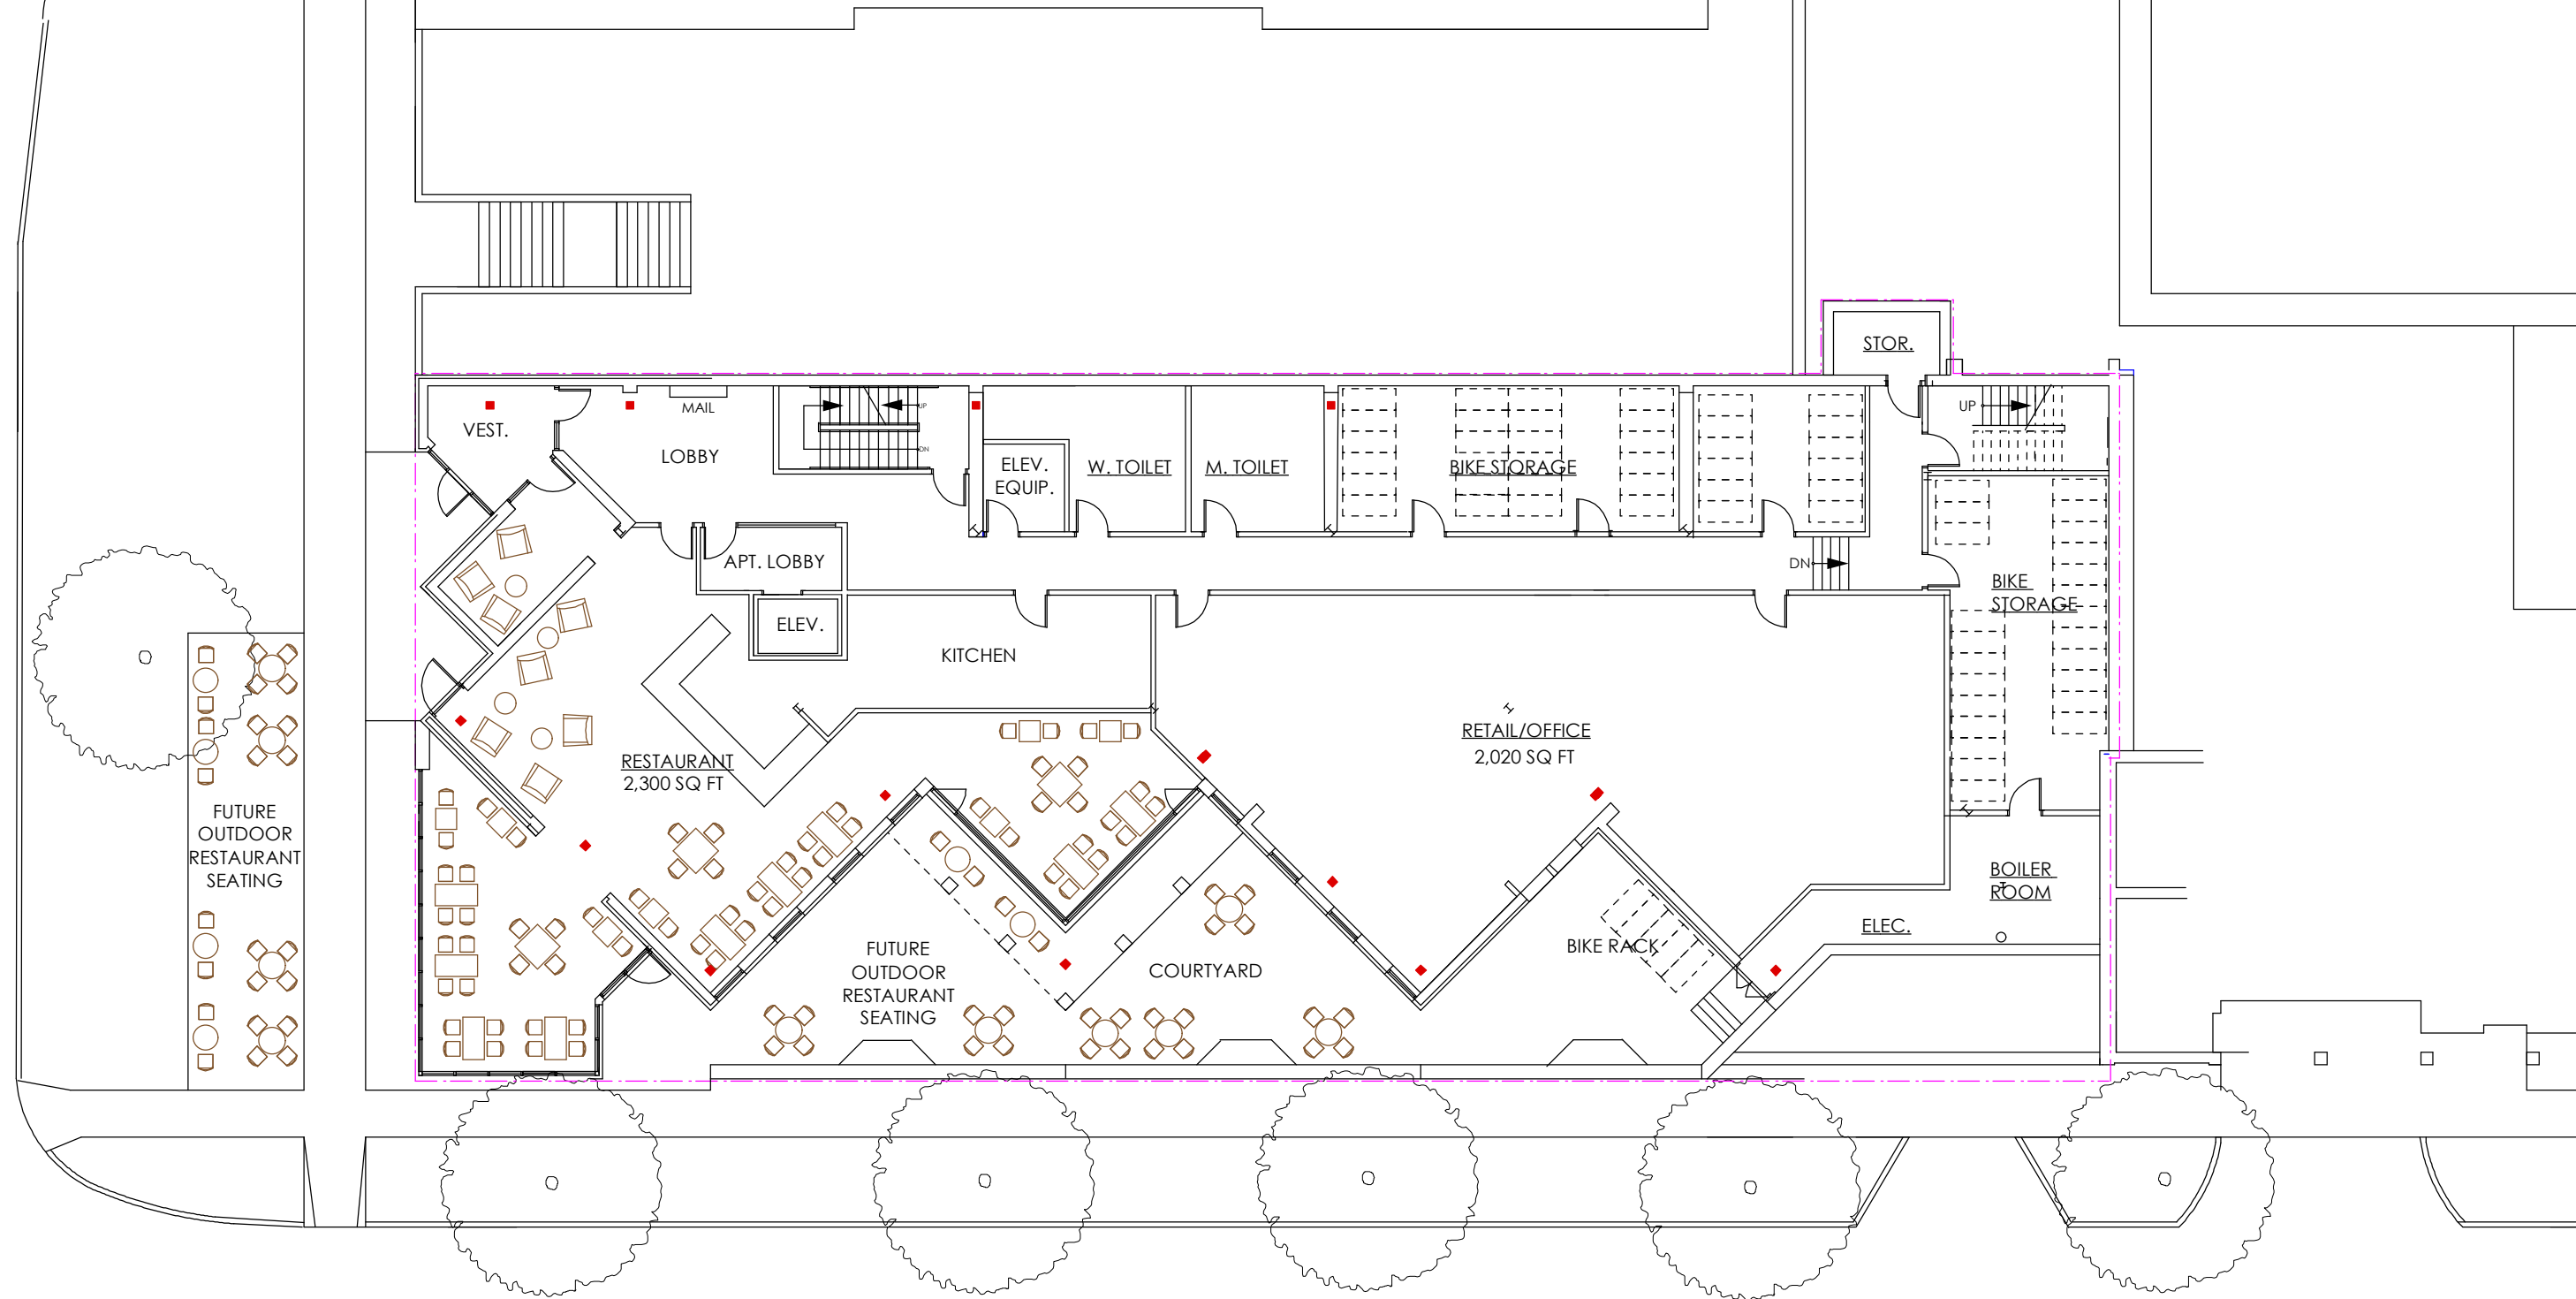 STOR.
MAIL
VEST.
UP
UP
LOBBY
DN
ELEV.
EQUIP.
W. TOILET
M. TOILET
BIKE STORAGE
APT. LOBBY
DN
BIKE
STORAGE
ELEV.
KITCHEN
RESTAURANT
2,300 SQ FT
RETAIL/OFFICE
2,020 SQ FT
FUTURE
OUTDOOR
RESTAURANT
SEATING
BOILER
ROOM
ELEC.
FUTURE
OUTDOOR
RESTAURANT
SEATING
COURTYARD
BIKE RACK